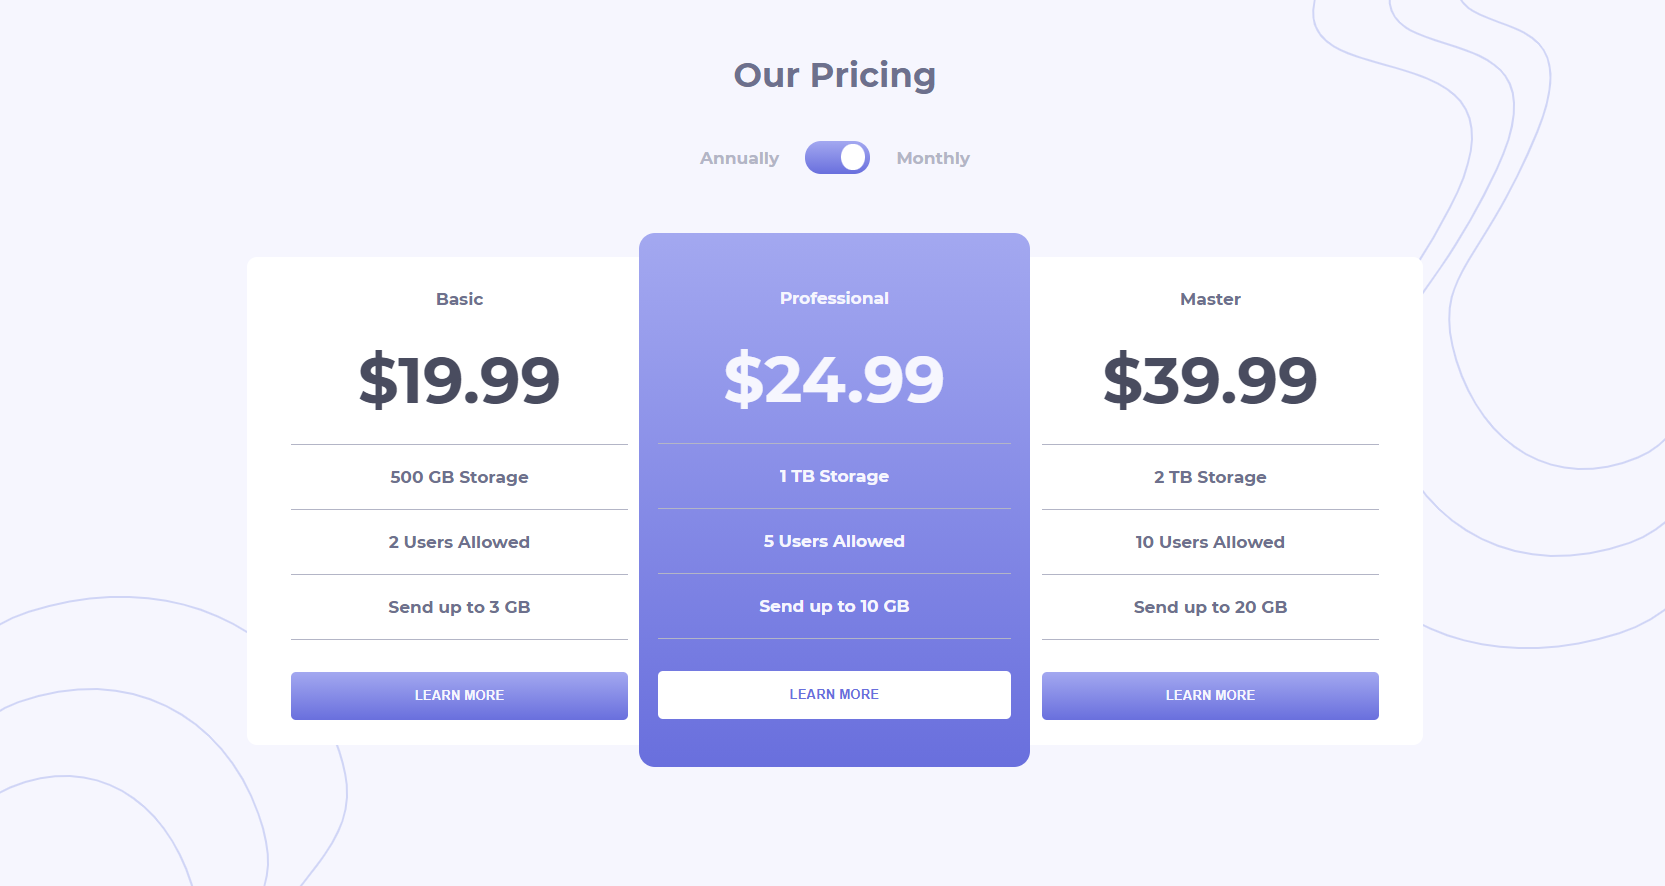 Our Pricing
Annually
Monthly
Basic
$19.99
500 GB Storage
2 Users Allowed
Send up to 3 GB
LEARN MORE
Professional
$24.99
1 TB Storage
5 Users Allowed
Send up to 10 GB
LEARN MORE
Master
$39.99
2 TB Storage
10 Users Allowed
Send up to 20 GB
LEARN MORE